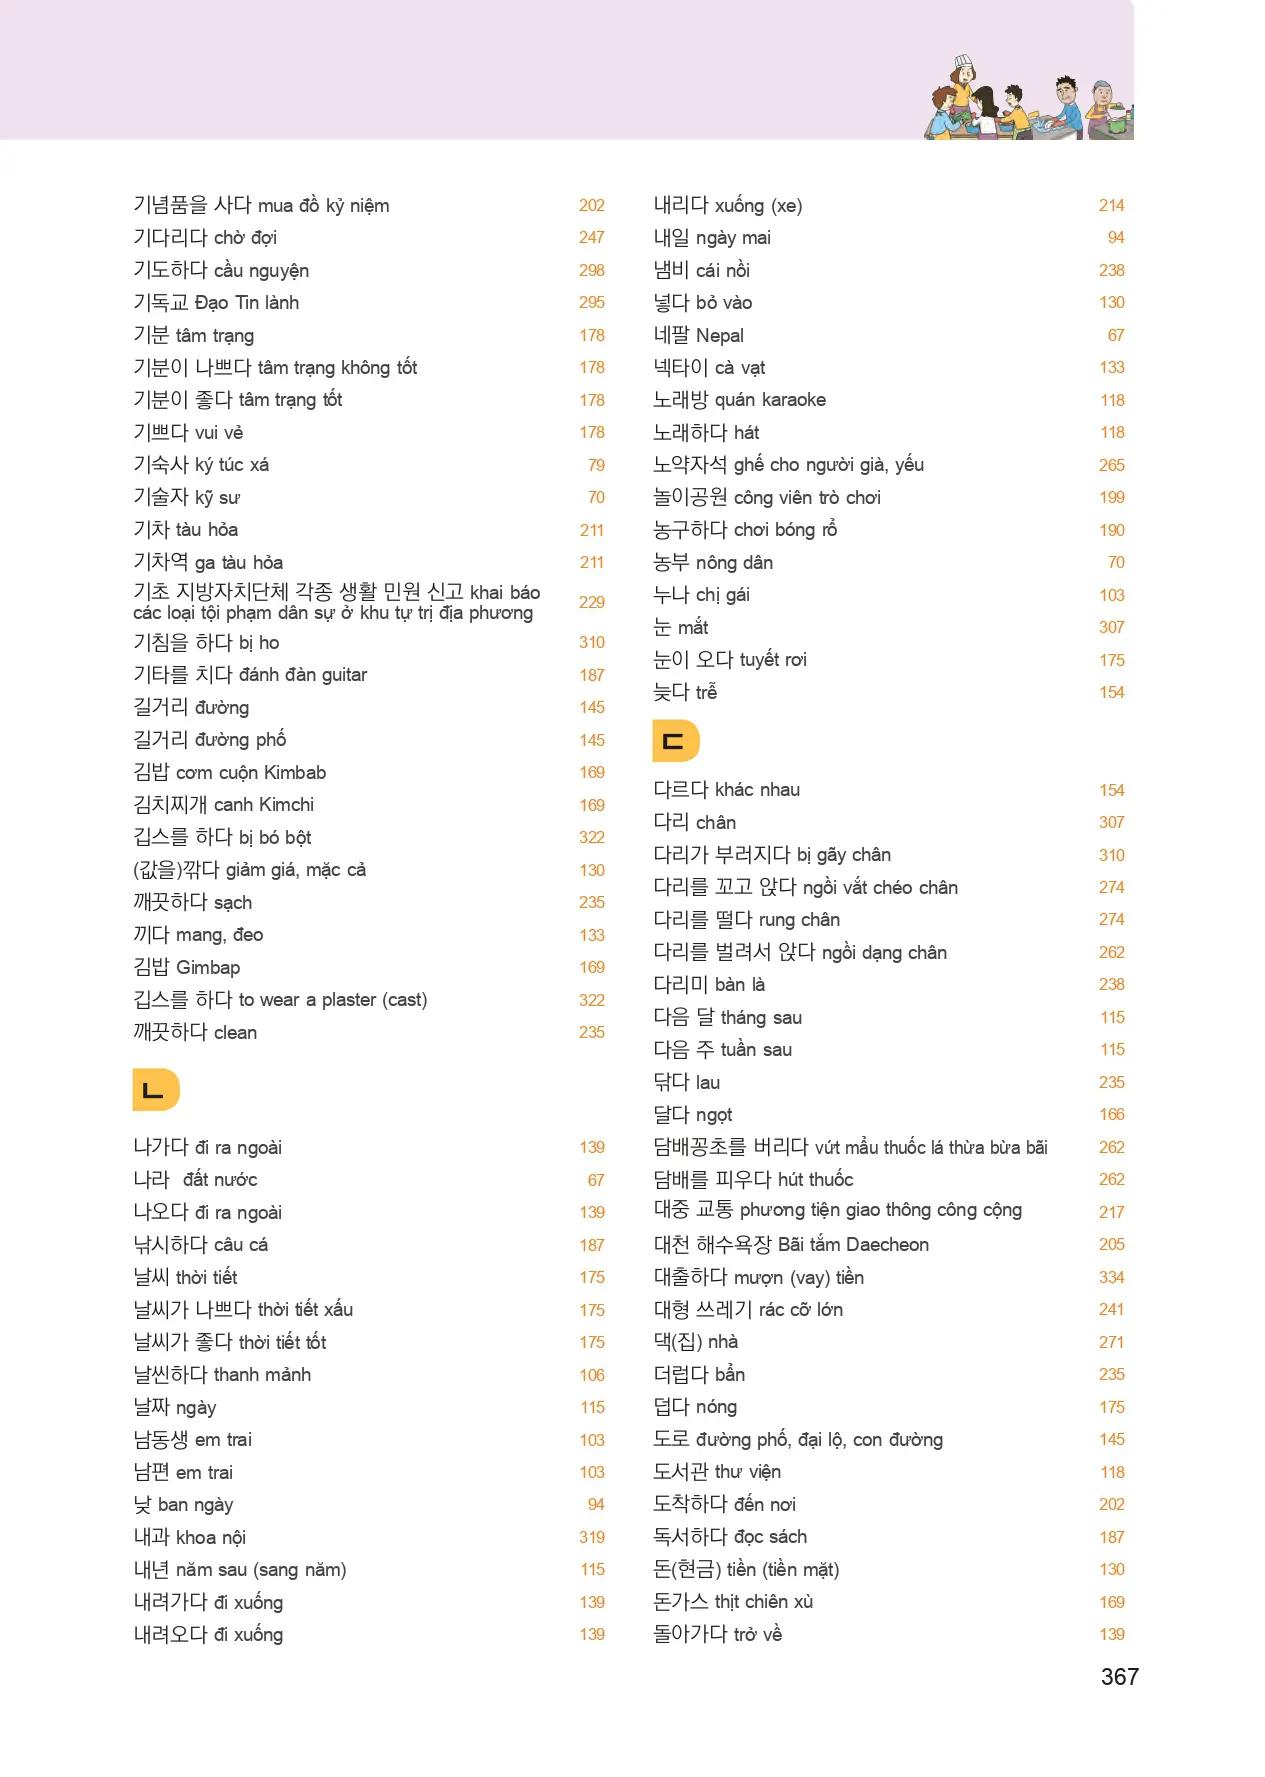 기념품을 사다 mua đồ kỷ niệm 202
기다리다 chờ đợi 247
기도하다 cầu nguyện 298
기독교 Đạo Tin lành 295
기분 tâm trạng 178
기분이 나쁘다 tâm trạng không tốt 178
기분이 좋다 tâm trạng tốt 178
기쁘다 vui vẻ 178
기숙사 ký túc xá 79
기술자 kỹ sư 70
기차 tàu hỏa 211
기차역 ga tàu hỏa 211
기초 지방자치단체 각종 생활 민원 신고 khai báo
các loại tội phạm dân sự ở khu tự trị địa phương 229
기침을 하다 bị ho 310
기타를 치다 đánh đàn guitar 187
길거리 đường 145
길거리 đường phố 145
김밥 cơm cuộn Kimbab 169
김치찌개 canh Kimchi 169
깁스를 하다 bị bó bột 322
(값을)깎다 giảm giá, mặc cả 130
깨끗하다 sạch 235
끼다 mang, đeo 133
김밥 Gimbap 169
깁스를 하다 to wear a plaster (cast) 322
깨끗하다 clean 235
ㄴ
나가다 đi ra ngoài 139
나라 đất nước 67
나오다 đi ra ngoài 139
낚시하다 câu cá 187
날씨 thời tiết 175
날씨가 나쁘다 thời tiết xấu 175
날씨가 좋다 thời tiết tốt 175
날씬하다 thanh mảnh 106
날짜 ngày 115
남동생 em trai 103
남편 em trai 103
낮 ban ngày 94
내과 khoa nội 319
내년 năm sau (sang năm) 115
내려가다 đi xuống 139
내려오다 đi xuống 139
내리다 xuống (xe) 214
내일 ngày mai 94
냄비 cái nồi 238
넣다 bỏ vào 130
네팔 Nepal 67
넥타이 cà vạt 133
노래방 quán karaoke 118
노래하다 hát 118
노약자석 ghế cho người già, yếu 265
놀이공원 công viên trò chơi 199
농구하다 chơi bóng rổ 190
농부 nông dân 70
누나 chị gái 103
눈 mắt 307
눈이 오다 tuyết rơi 175
늦다 trễ 154
ㄷ
다르다 khác nhau 154
다리 chân 307
다리가 부러지다 bị gãy chân 310
다리를 꼬고 앉다 ngồi vắt chéo chân 274
다리를 떨다 rung chân 274
다리를 벌려서 앉다 ngồi dạng chân 262
다리미 bàn là 238
다음 달 tháng sau 115
다음 주 tuần sau 115
닦다 lau 235
달다 ngọt 166
담배꽁초를 버리다 vứt mẩu thuốc lá thừa bừa bãi 262
담배를 피우다 hút thuốc 262
대중 교통 phương tiện giao thông công cộng 217
대천 해수욕장 Bãi tắm Daecheon 205
대출하다 mượn (vay) tiền 334
대형 쓰레기 rác cỡ lớn 241
댁(집) nhà 271
더럽다 bẩn 235
덥다 nóng 175
도로 đường phố, đại lộ, con đường 145
도서관 thư viện 118
도착하다 đến nơi 202
독서하다 đọc sách 187
돈(현금) tiền (tiền mặt) 130
돈가스 thịt chiên xù 169
돌아가다 trở về 139
367